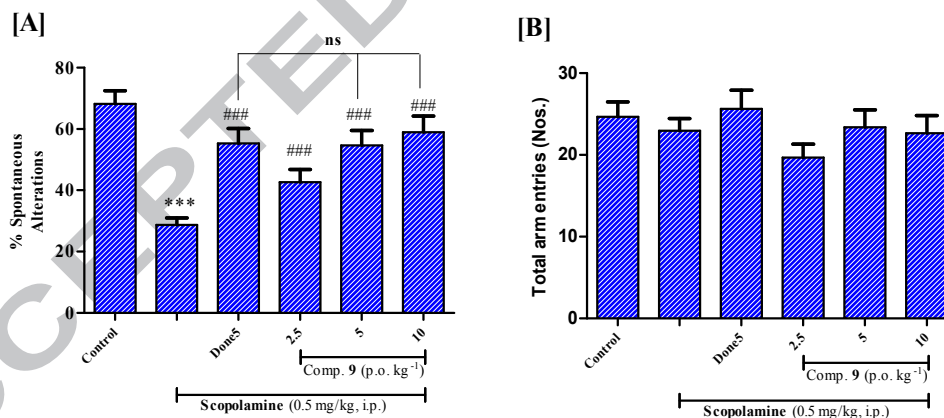 [A]
ns
80
60
40
20
0
% Spontaneous
Alterations
***
###
###
###
###
Control
Done5
2.5
5
10
Comp. 9 (p.o. kg-1)
Scopolamine (0.5 mg/kg, i.p.)
[B]
30
20
10
0
Total arm entries (Nos.)
Control
Done5
2.5
5
10
Comp. 9 (p.o. kg-1)
Scopolamine (0.5 mg/kg, i.p.)
CCEPTED